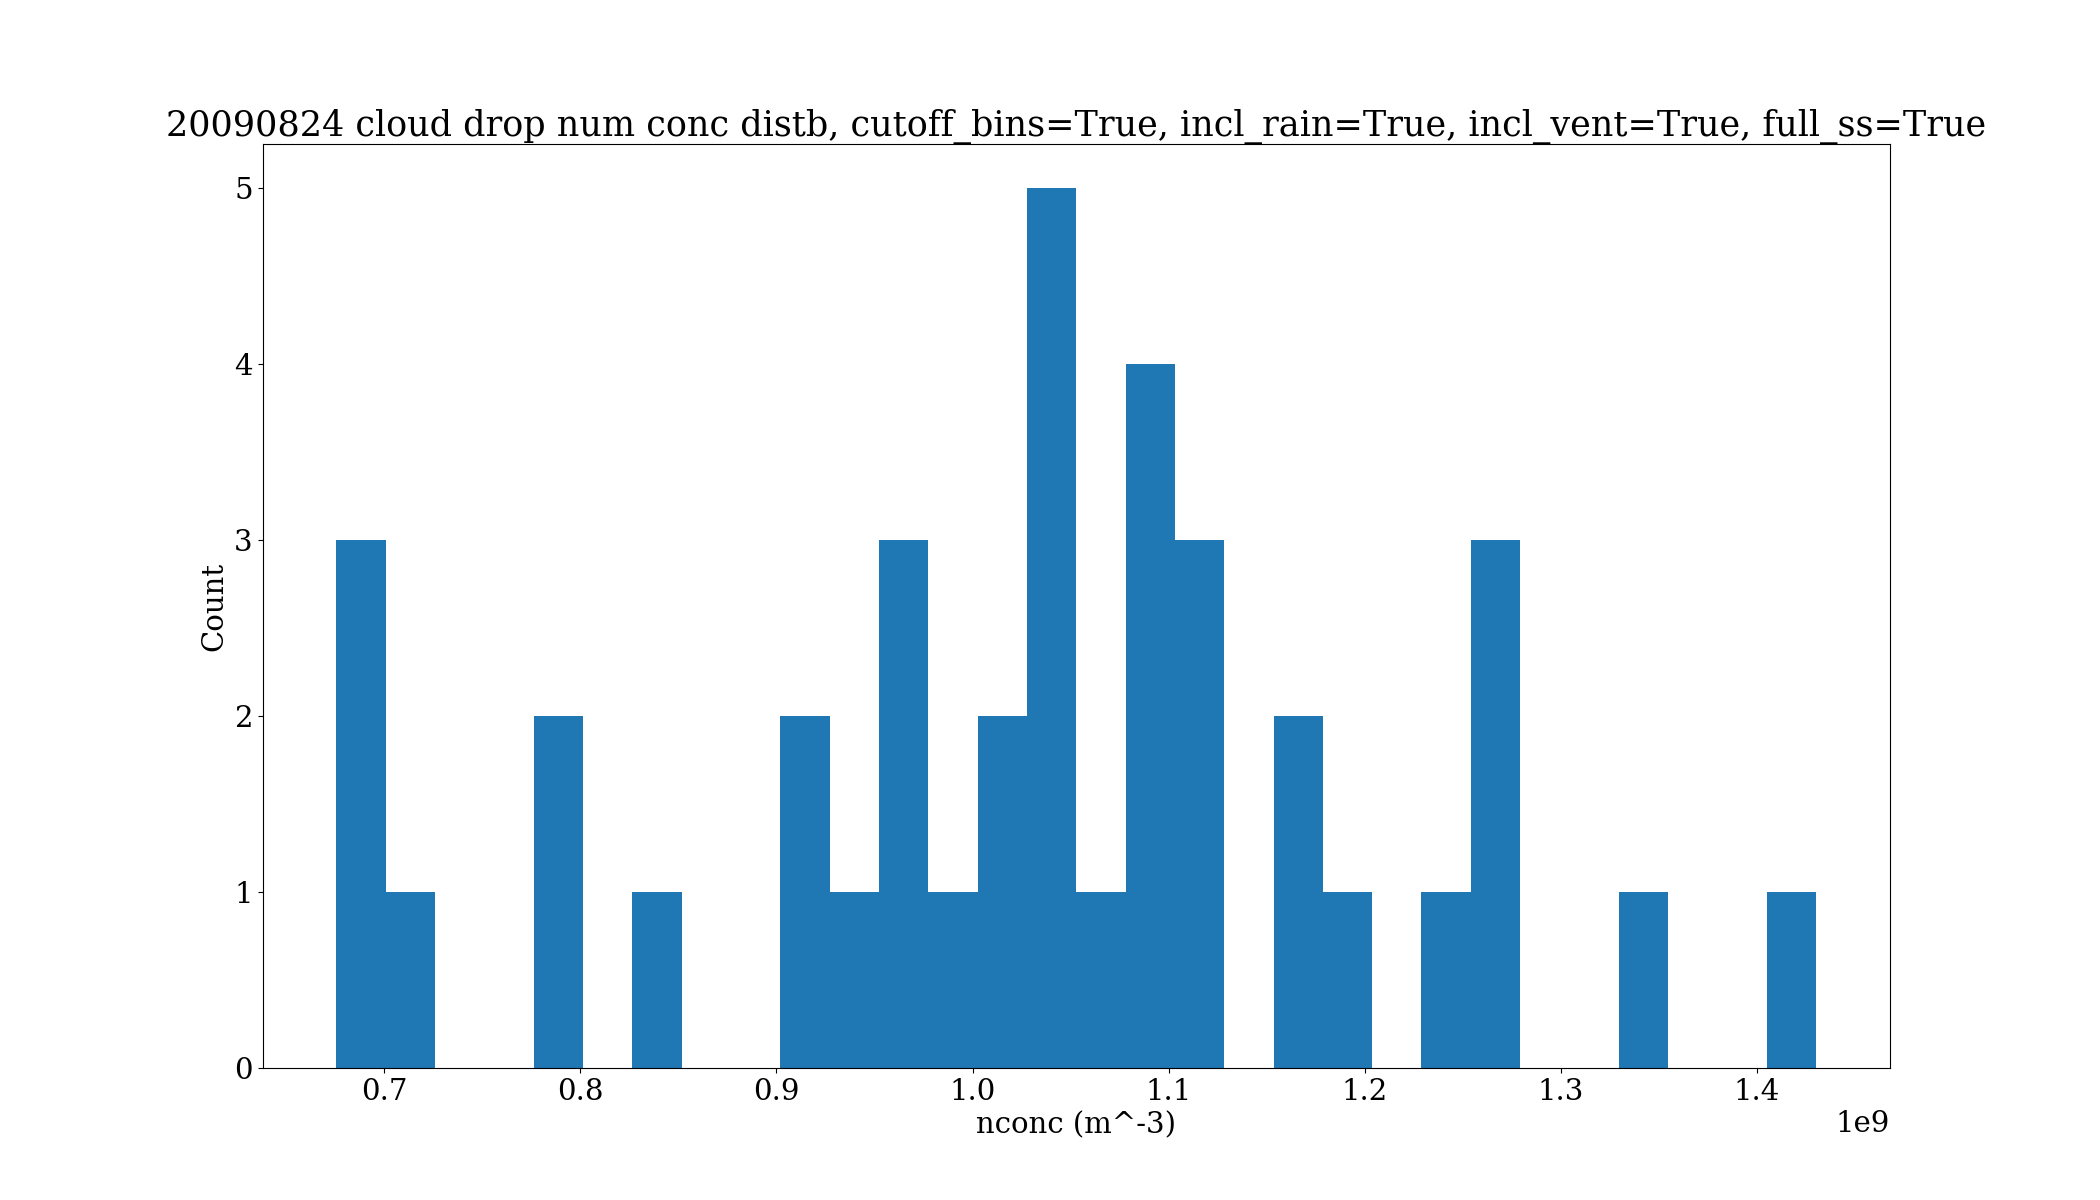 20090824 cloud drop num conc distb, cutoff_bins=True, incl_rain=True, incl_vent=True, full_ss=True
5
4
3
2
1
0
Count
0.7 0.8 0.9 1.0 1.1 1.2 1.3 1.4
nconc (m^-3)
1e9